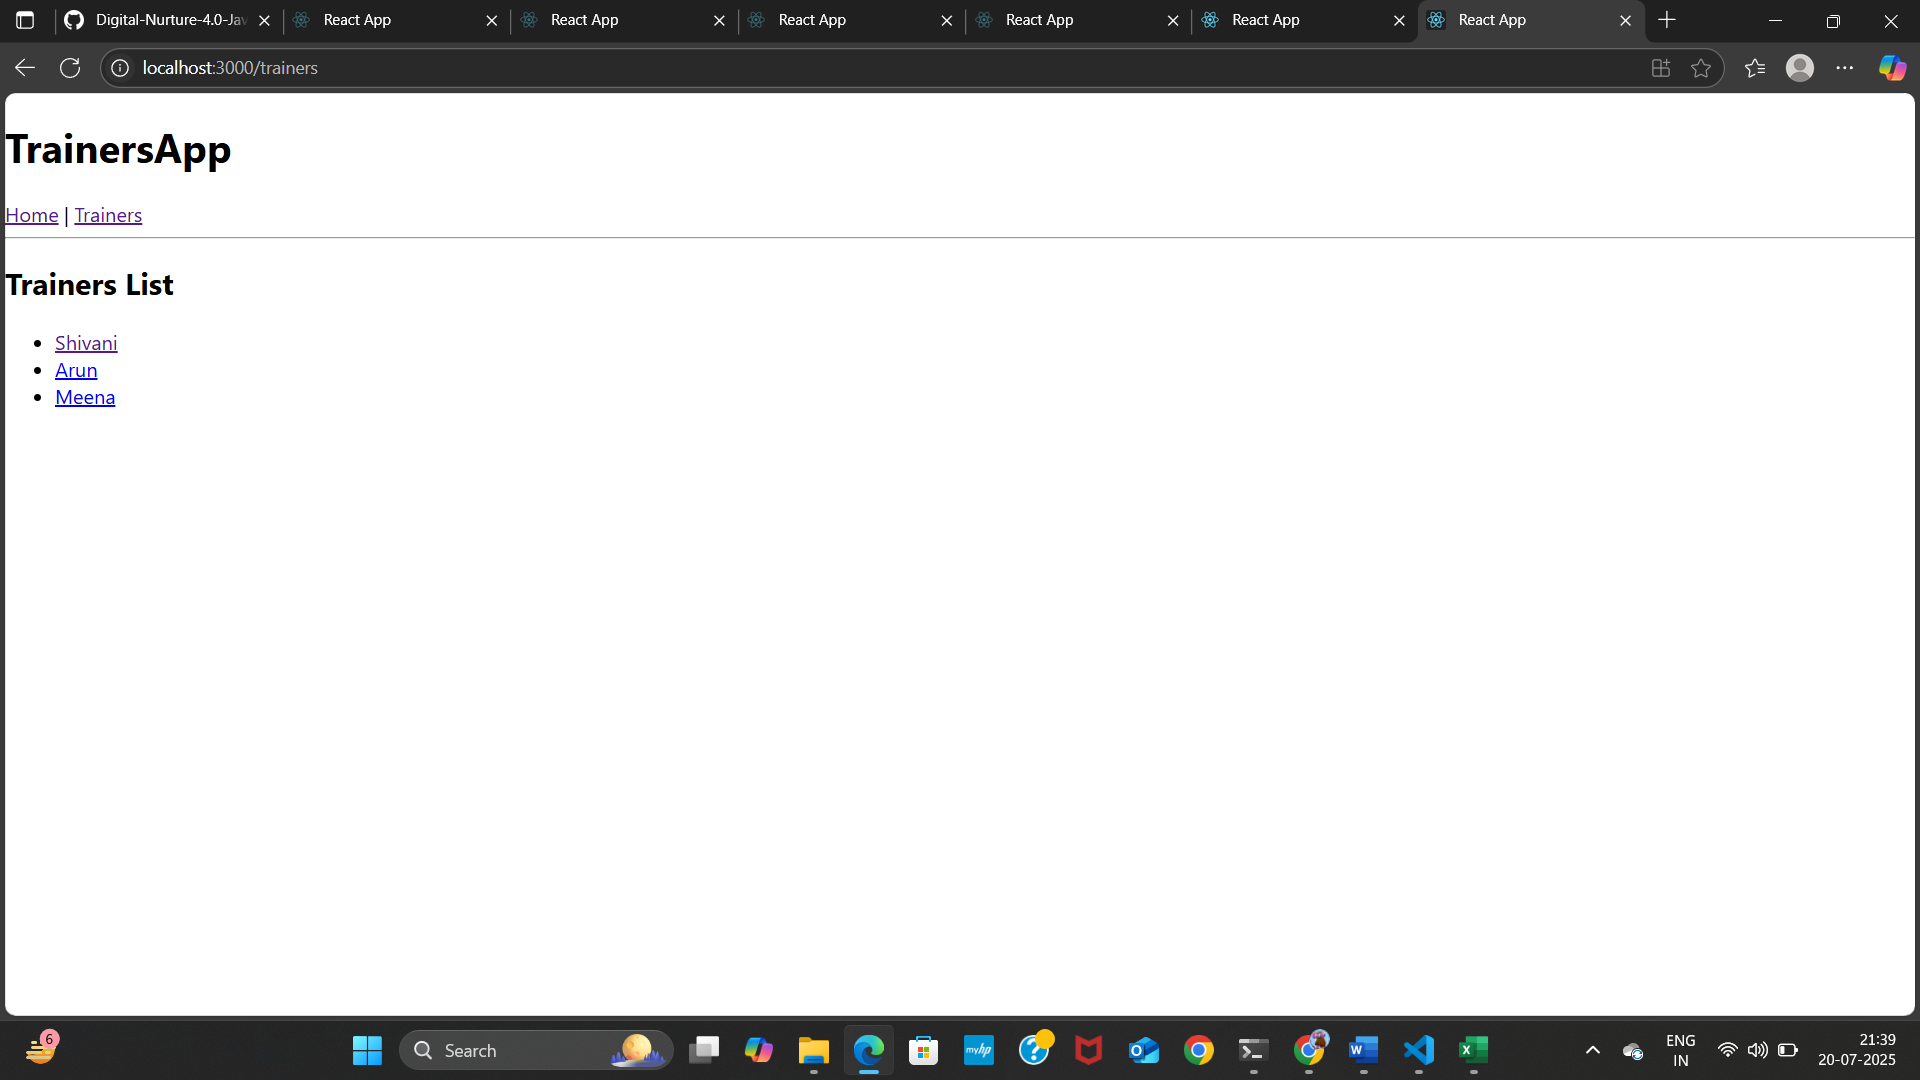 Digital-Nurture-4.0-Jav
React App
React App
React App
React App
React App
React App
localhost:3000/trainers
TrainersApp
Home | Trainers
Trainers List
Shivani
Arun
Meena
6
Search
myhp
ENG
IN
21:39
20-07-2025